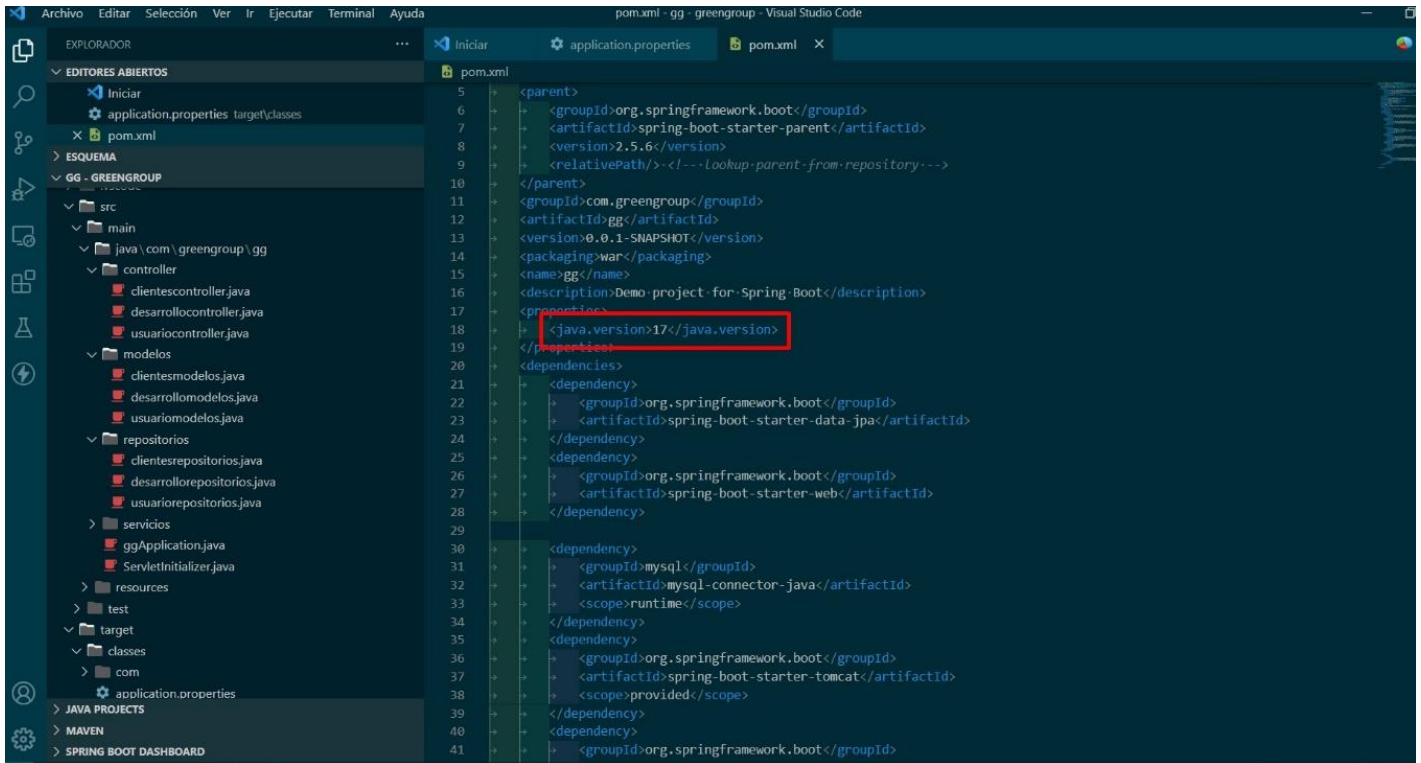 Archivo Editar Selección Ver Ir Ejecutar Terminal Ayuda
pom.xml - gg - greengroup - Visual Studio Code
EXPLORADOR
EDITORES ABIERTOS
Iniciar
application.properties target\classes
pom.xml
ESQUEMA
GG - GREENGROUP
.vscode
src
main
java\com\greengroup\gg
controller
clientescontroller.java
desarrollocontroller.java
usuariocontroller.java
modelos
clientesmodelos.java
desarrollomodelos.java
usuariomodelos.java
repositorios
clientesrepositorios.java
desarrollorepositorios.java
usuariorepositorios.java
servicios
ggApplication.java
ServletInitializer.java
resources
test
target
classes
com
application.properties
JAVA PROJECTS
MAVEN
SPRING BOOT DASHBOARD
Iniciar application.properties pom.xml
pom.xml
5 <parent>
6 <groupId>org.springframework.boot</groupId>
7 <artifactId>spring-boot-starter-parent</artifactId>
8 <version>2.5.6</version>
9 <relativePath/> <!-- lookup parent from repository -->
10 </parent>
11 <groupId>com.greengroup</groupId>
12 <artifactId>gg</artifactId>
13 <version>0.0.1-SNAPSHOT</version>
14 <packaging>war</packaging>
15 <name>gg</name>
16 <description>Demo project for Spring Boot</description>
17 <properties>
18 <java.version>17</java.version>
19 </properties>
20 <dependencies>
21 <dependency>
22 <groupId>org.springframework.boot</groupId>
23 <artifactId>spring-boot-starter-data-jpa</artifactId>
24 </dependency>
25 <dependency>
26 <groupId>org.springframework.boot</groupId>
27 <artifactId>spring-boot-starter-web</artifactId>
28 </dependency>
29
30 <dependency>
31 <groupId>mysql</groupId>
32 <artifactId>mysql-connector-java</artifactId>
33 <scope>runtime</scope>
34 </dependency>
35 <dependency>
36 <groupId>org.springframework.boot</groupId>
37 <artifactId>spring-boot-starter-tomcat</artifactId>
38 <scope>provided</scope>
39 </dependency>
40 <dependency>
41 <groupId>org.springframework.boot</groupId>